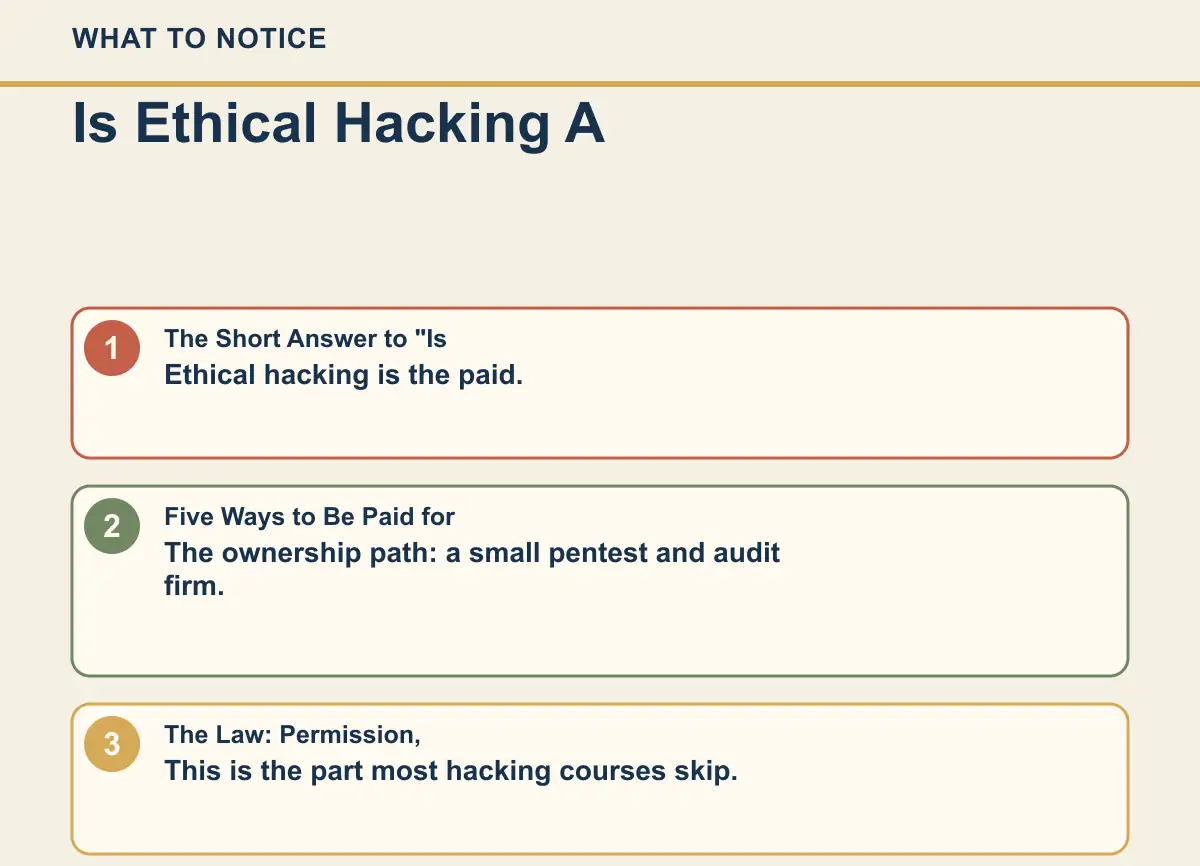 WHAT TO NOTICE
Is Ethical Hacking A
1
The Short Answer to "Is
Ethical hacking is the paid.
2
Five Ways to Be Paid for
The ownership path: a small pentest and audit
firm.
3
The Law: Permission,
This is the part most hacking courses skip.